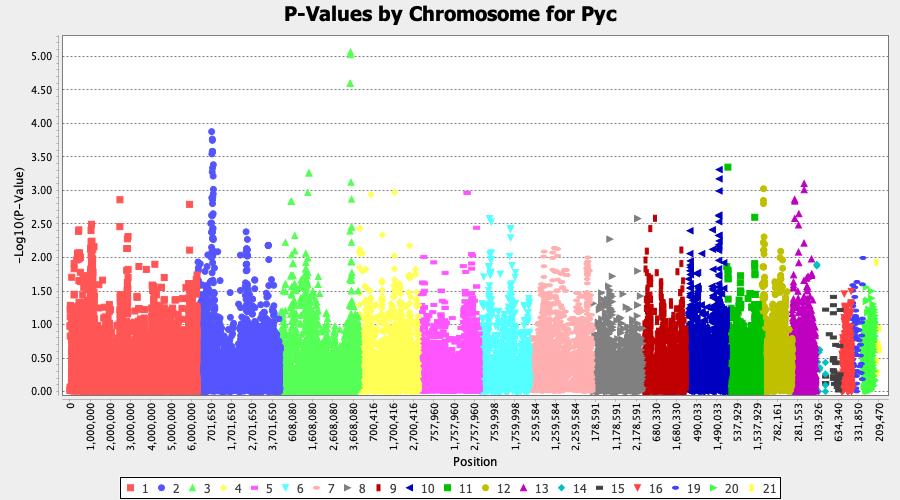 P-Values by Chromosome for Pyc
5.00
4.50
4.00
3.50
3.00
2.50
2.00
1.50
1.00
0.50
0.00
-Log10(P-Value)
0 1,000,000 2,000,000 3,000,000 4,000,000 5,000,000 6,000,000 701,650 1,701,650 2,701,650 3,701,650 608,080 1,608,080 2,608,080 3,608,080 700,416 1,700,416 2,700,416 757,960 1,757,960 2,757,960 759,998 1,759,998 259,584 1,259,584 2,259,584 178,591 1,178,591 2,178,591 680,330 1,680,330 490,033 1,490,033 537,929 1,537,929 782,161 281,553 103,926 634,340 331,850 209,470
Position
1 2 3 4 5 6 7 8 9 10 11 12 13 14 15 16 19 20 21